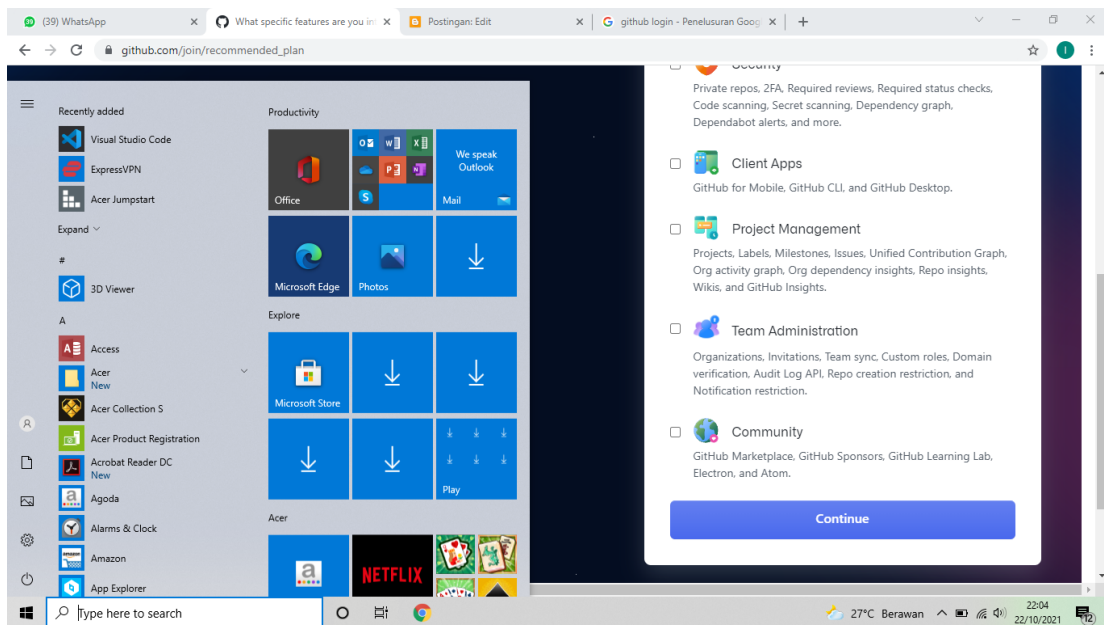 (39) WhatsApp
What specific features are you in
Postingan: Edit
github login - Penelusuran Goog
github.com/join/recommended_plan
I
Security
Private repos, 2FA, Required reviews, Required status checks,
Code scanning, Secret scanning, Dependency graph,
Dependabot alerts, and more.
Client Apps
GitHub for Mobile, GitHub CLI, and GitHub Desktop.
Project Management
Projects, Labels, Milestones, Issues, Unified Contribution Graph,
Org activity graph, Org dependency insights, Repo insights,
Wikis, and GitHub Insights.
Team Administration
Organizations, Invitations, Team sync, Custom roles, Domain
verification, Audit Log API, Repo creation restriction, and
Notification restriction.
Community
GitHub Marketplace, GitHub Sponsors, GitHub Learning Lab,
Electron, and Atom.
Continue
Recently added
Visual Studio Code
ExpressVPN
Acer Jumpstart
Expand
#
3D Viewer
A
Access
Acer
New
Acer Collection S
Acer Product Registration
Acrobat Reader DC
New
Agoda
Alarms & Clock
Amazon
App Explorer
Productivity
Office
We speak
Outlook
Mail
Microsoft Edge
Photos
Explore
Microsoft Store
Play
Acer
NETFLIX
Type here to search
27°C Berawan
22:04
22/10/2021
12